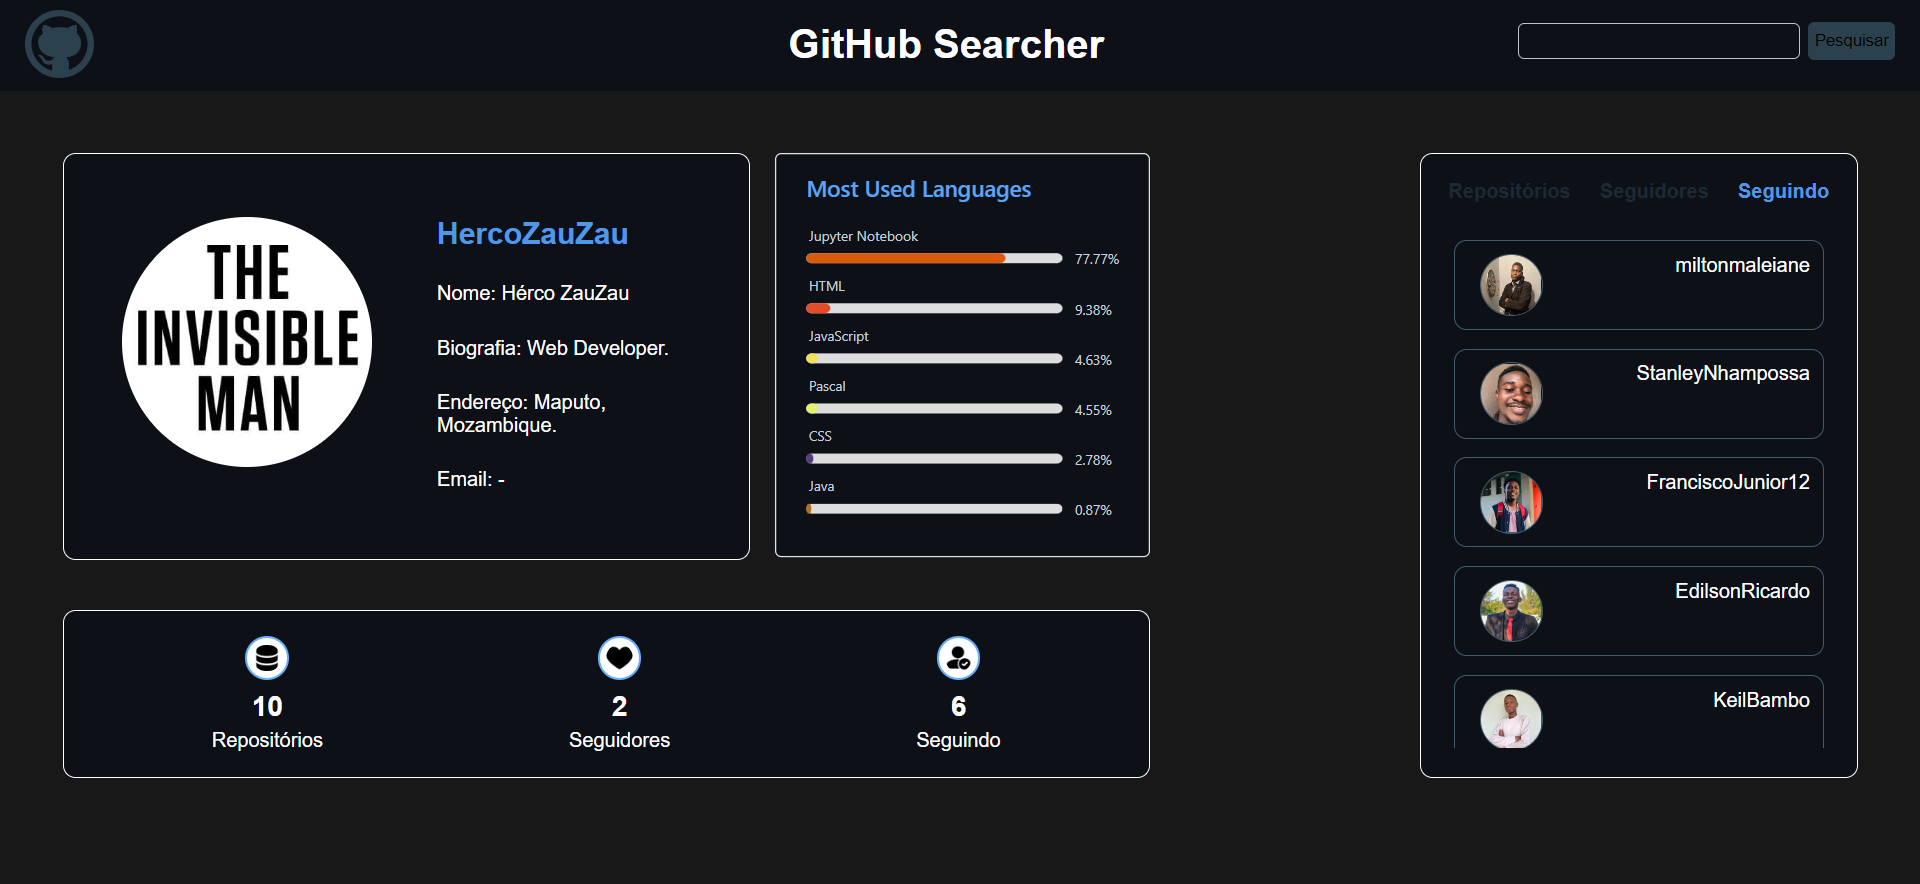 GitHub Searcher
Pesquisar
THE
INVISIBLE
MAN
HercoZauZau
Nome: Hérco ZauZau
Biografia: Web Developer.
Endereço: Maputo,
Mozambique.
Email: -
Most Used Languages
Jupyter Notebook
77.77%
HTML
9.38%
JavaScript
4.63%
Pascal
4.55%
CSS
2.78%
Java
0.87%
10
Repositórios
2
Seguidores
6
Seguindo
Repositórios Seguidores Seguindo
miltonmaleiane
StanleyNhampossa
FranciscoJunior12
EdilsonRicardo
KeilBambo